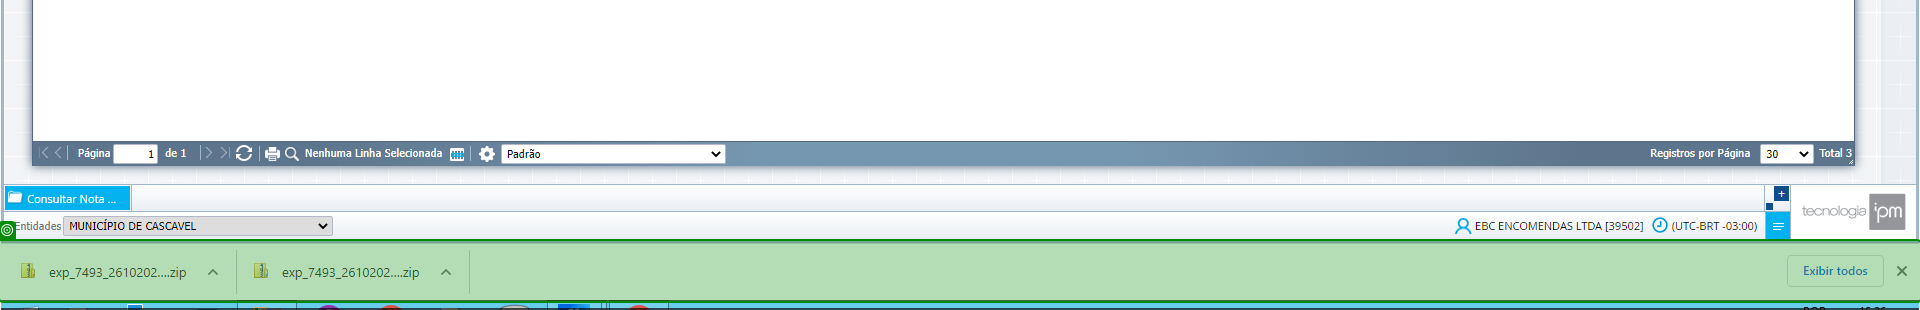 Página 1 de 1 Nenhuma Linha Selecionada Padrão Registros por Página 30 Total 3
Consultar Nota ... +
Entidades MUNICÍPIO DE CASCAVEL EBC ENCOMENDAS LTDA [39502] (UTC-BRT -03:00) tecnologia ipm
exp_7493_2610202....zip exp_7493_2610202....zip Exibir todos